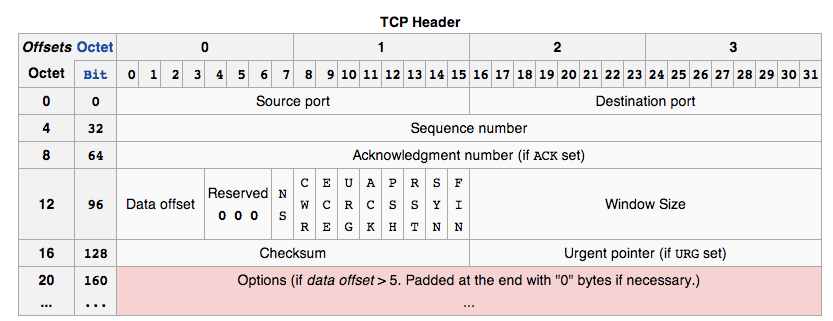 TCP Header
Offsets Octet 0 1 2 3
Octet Bit 0 1 2 3 4 5 6 7 8 9 10 11 12 13 14 15 16 17 18 19 20 21 22 23 24 25 26 27 28 29 30 31
0 0 Source port Destination port
4 32 Sequence number
8 64 Acknowledgment number (if ACK set)
12 96 Data offset Reserved 0 0 0 NS CWR ECE URG ACK PSH RST SYN FIN Window Size
16 128 Checksum Urgent pointer (if URG set)
20 160 Options (if data offset > 5. Padded at the end with "0" bytes if necessary.)
... ... ...